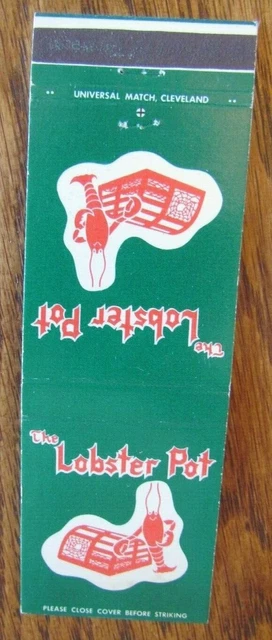 UNIVERSAL MATCH, CLEVELAND
The
Lobster Pot
The
Lobster Pot
PLEASE CLOSE COVER BEFORE STRIKING